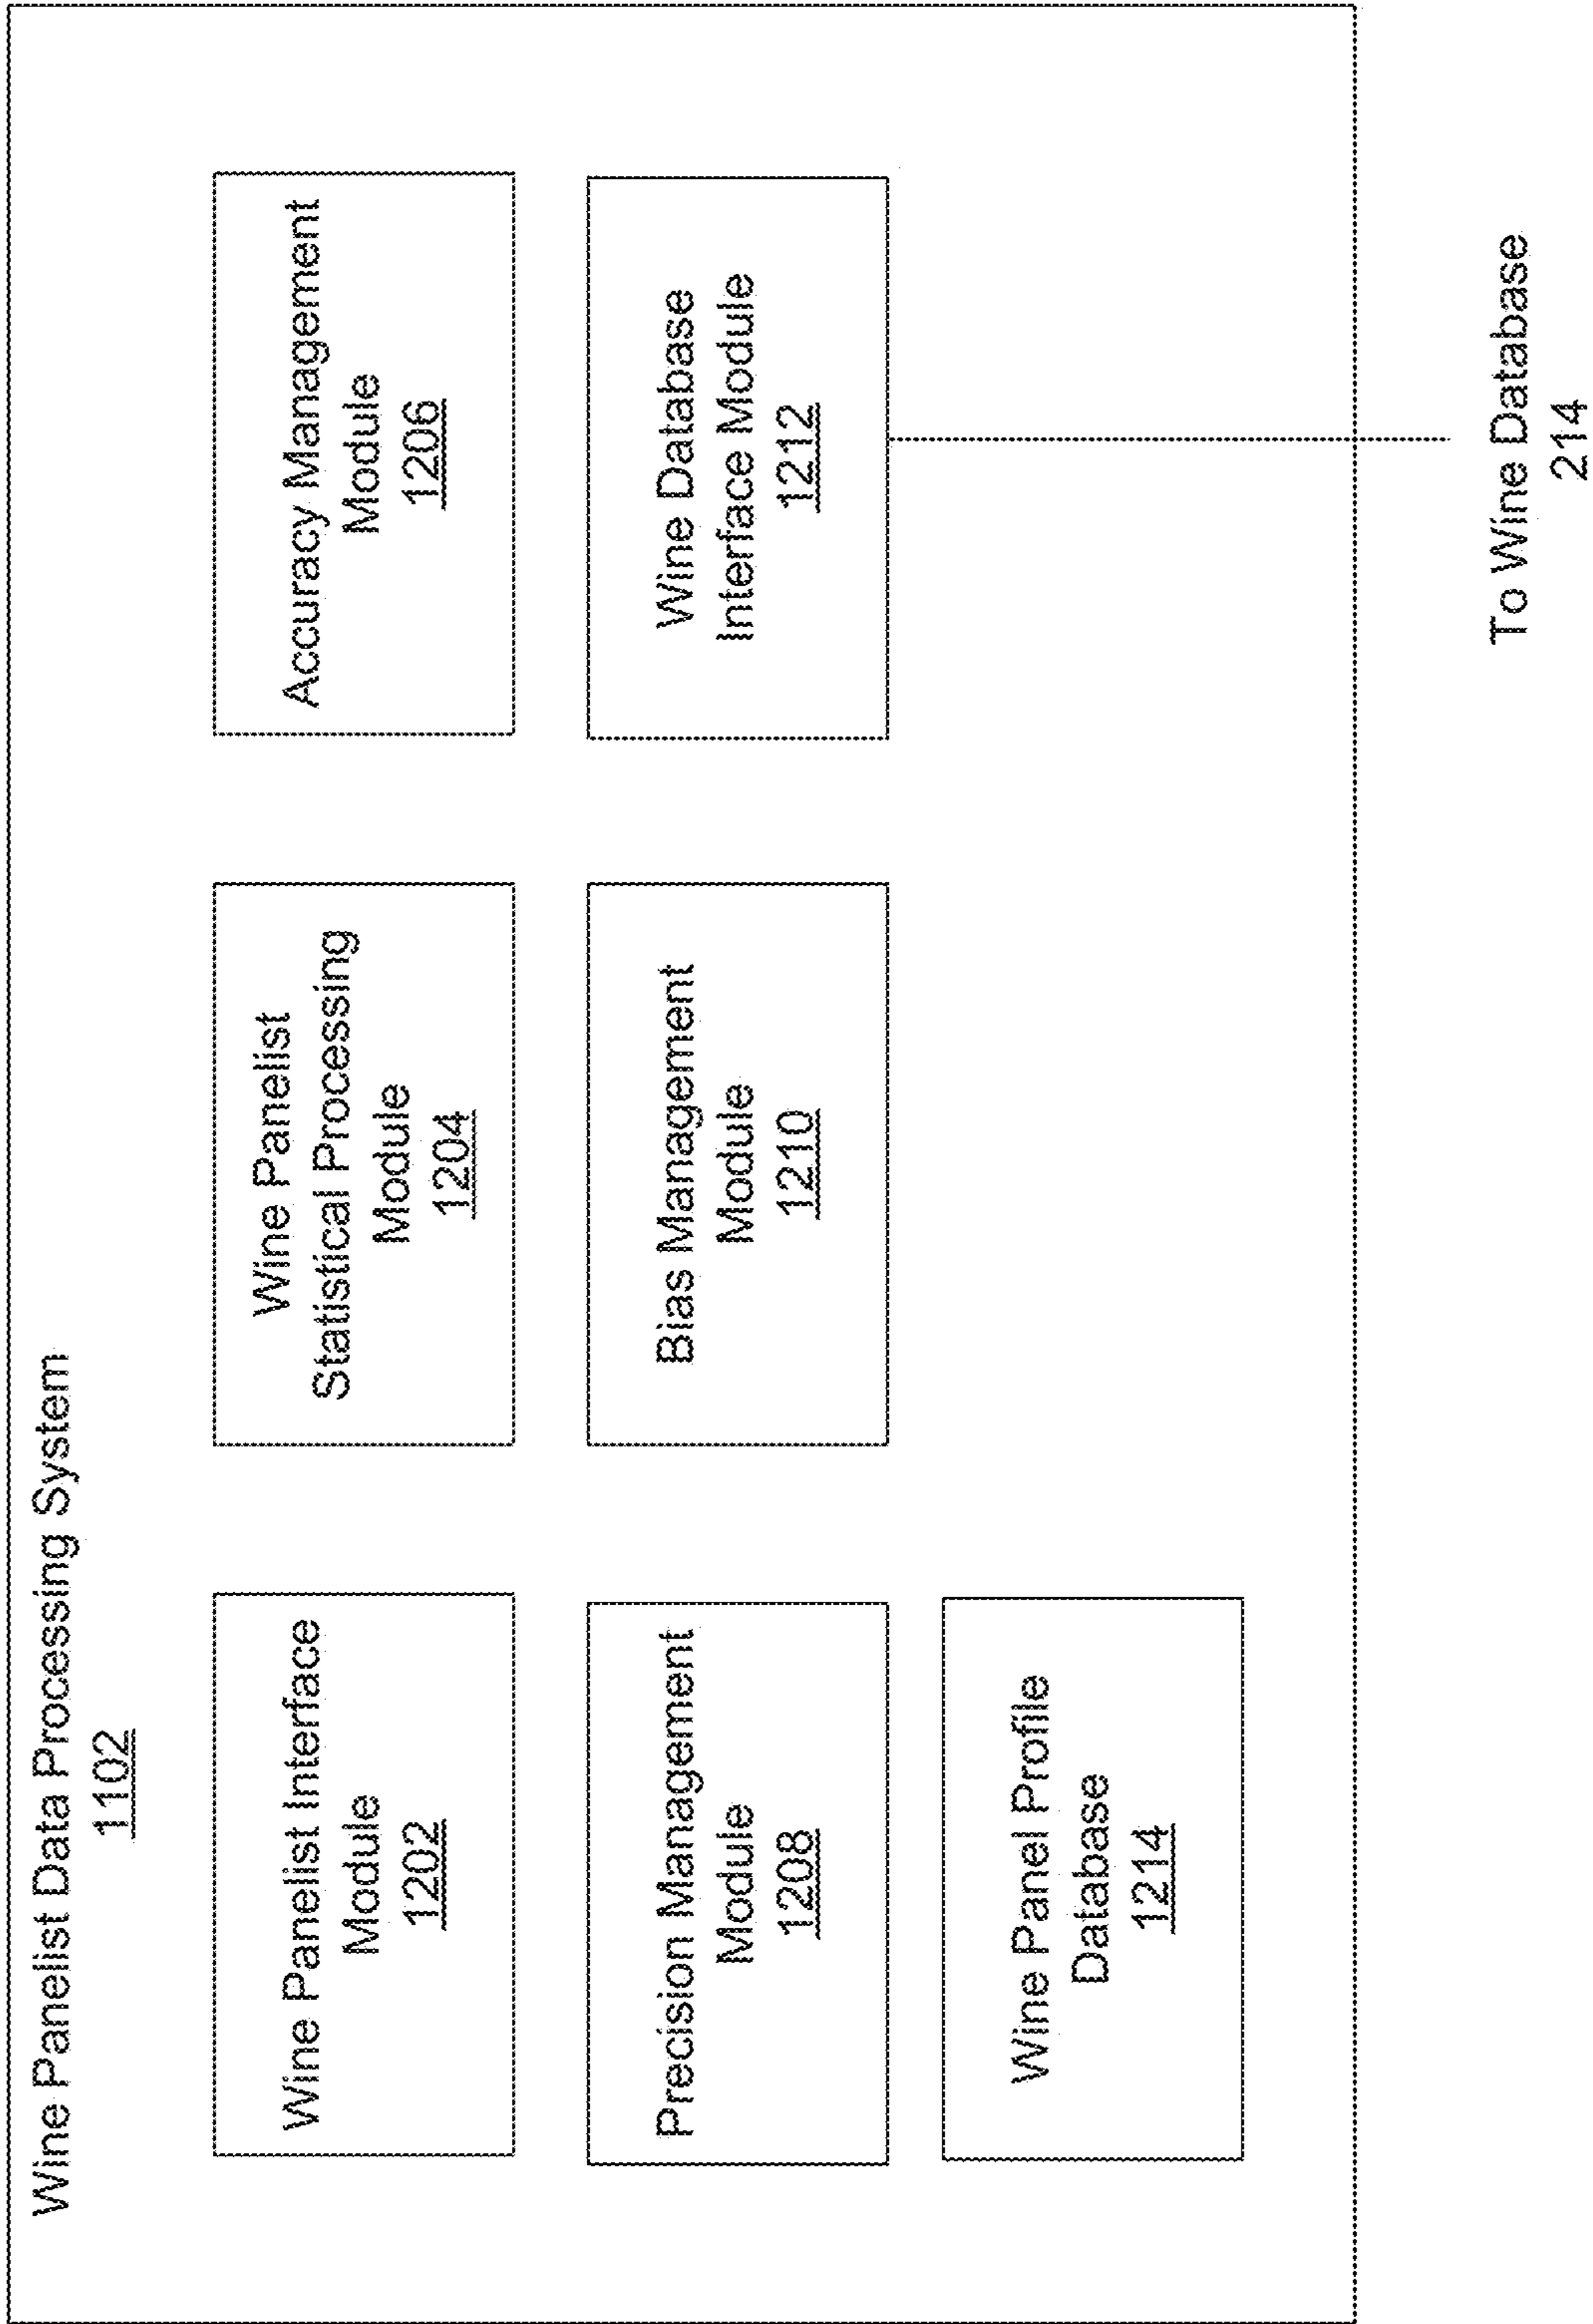 Wine Panelist Data Processing System
1102
Wine Panelist Interface
Module
1202
Wine Panelist
Statistical Processing
Module
1204
Accuracy Management
Module
1206
Precision Management
Module
1208
Bias Management
Module
1210
Wine Database
Interface Module
1212
Wine Panel Profile
Database
1214
To Wine Database
214